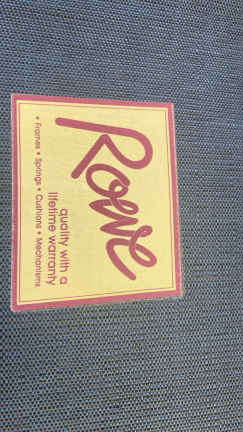 Rowe
quality with a
lifetime warranty
• Frames • Springs • Cushions • Mechanisms